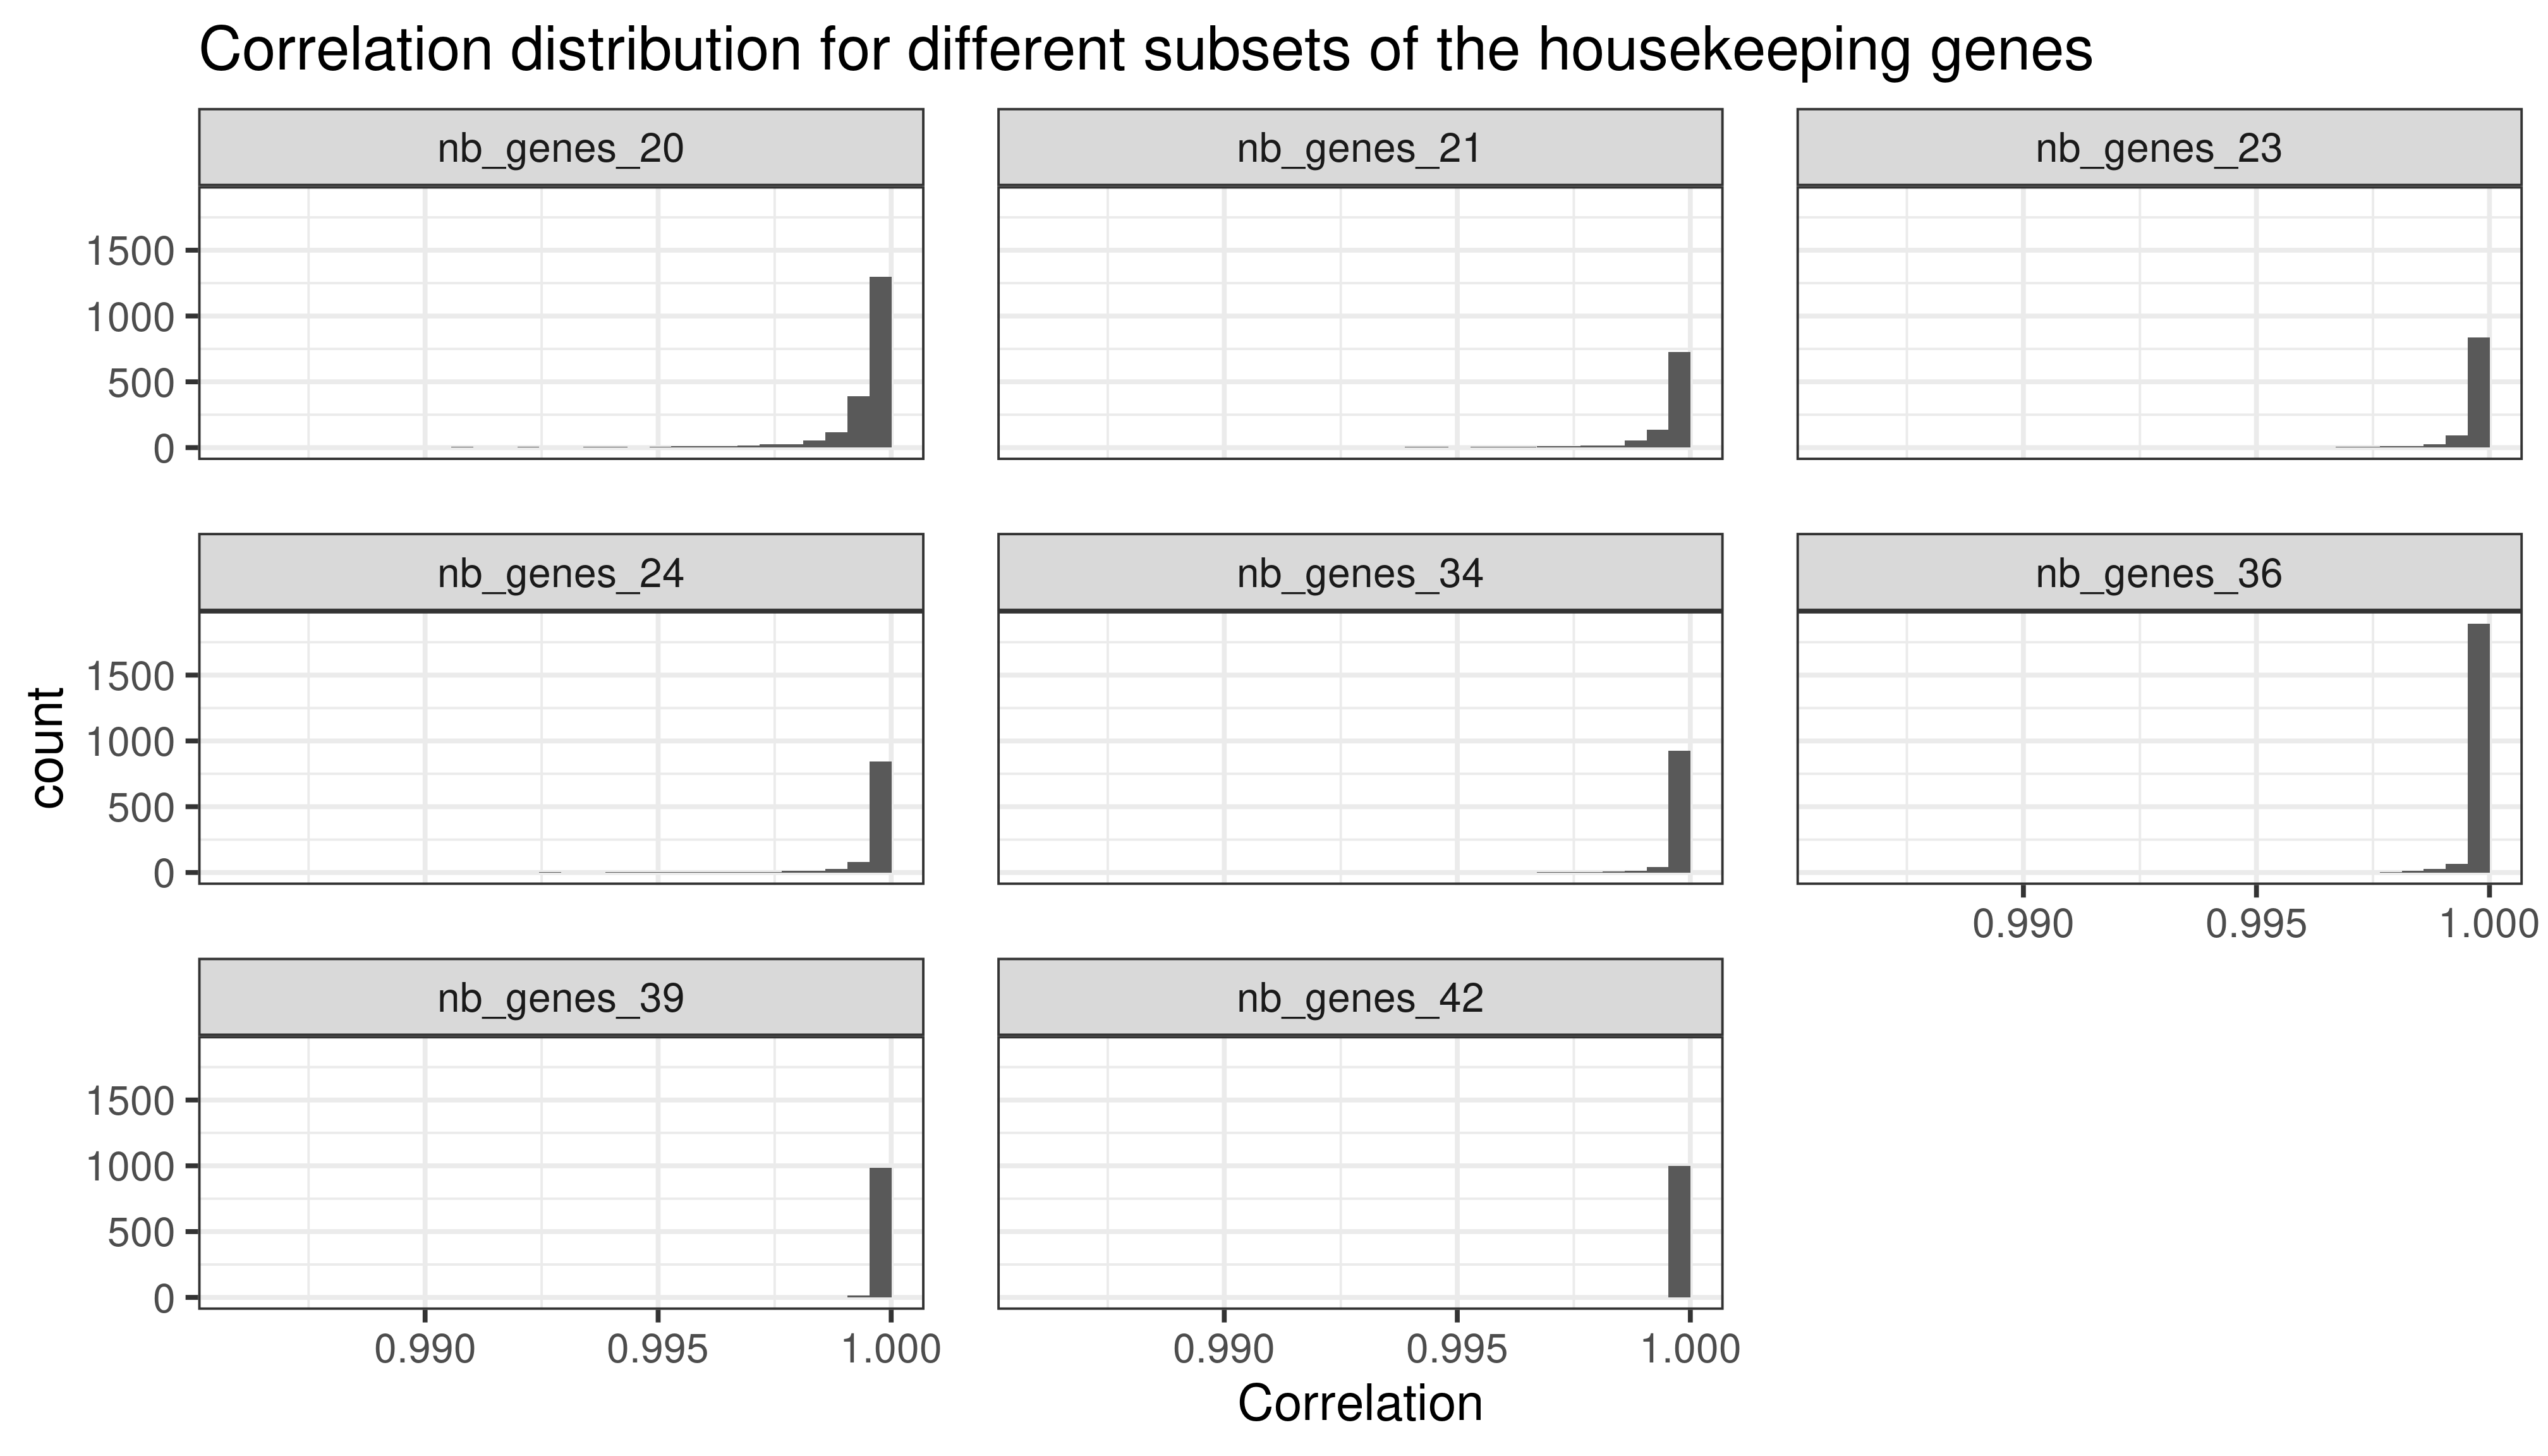 Correlation distribution for different subsets of the housekeeping genes
nb_genes_20
nb_genes_21
nb_genes_23
1500
1000
500
0
nb_genes_24
nb_genes_34
nb_genes_36
count
1500
1000
500
0
0.990
0.995
1.000
nb_genes_39
nb_genes_42
1500
1000
500
0
0.990
0.995
1.000
0.990
0.995
1.000
Correlation